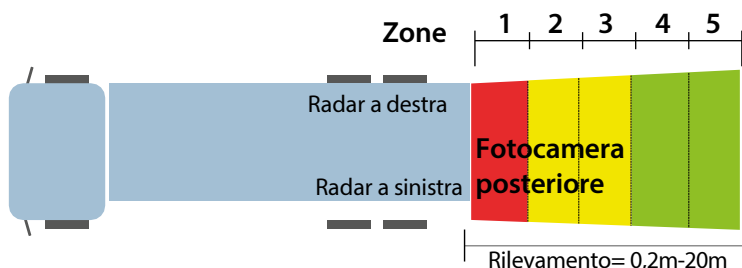 Zone 1 2 3 4 5
Radar a destra
Fotocamera
posteriore
Radar a sinistra
Rilevamento= 0,2m-20m